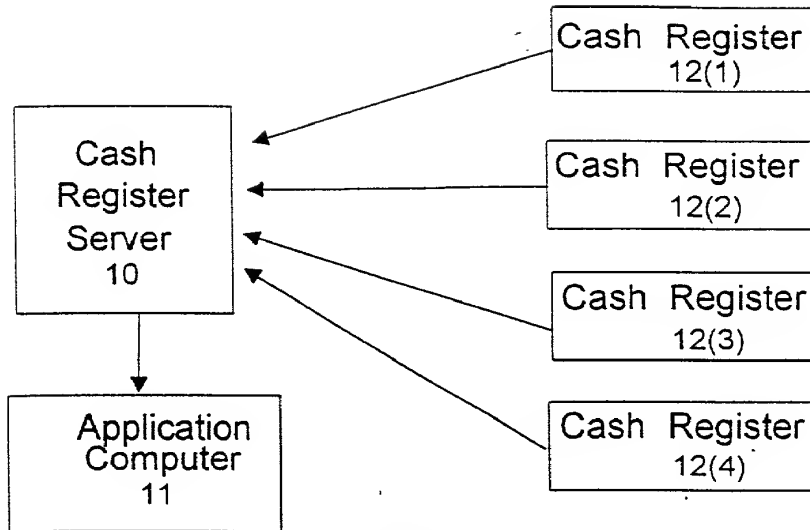 Cash Register
12(1)
Cash
Register
Server
10
Cash Register
12(2)
Cash Register
12(3)
Application
Computer
11
Cash Register
12(4)